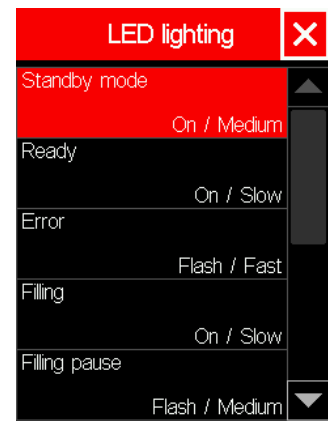 LED lighting
Standby mode
On / Medium
Ready
On / Slow
Error
Flash / Fast
Filling
On / Slow
Filling pause
Flash / Medium